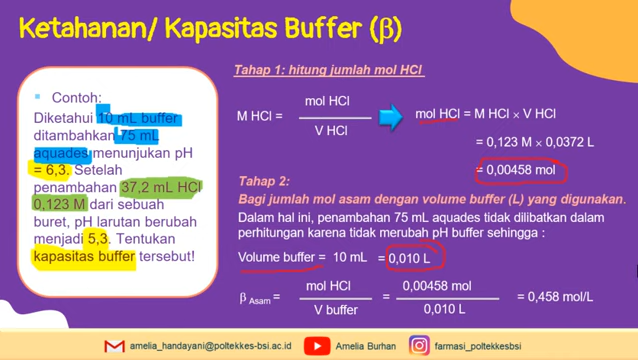 Ketahanan/ Kapasitas Buffer (β)
Contoh:
Diketahui 10 mL buffer
ditambahkan 75 mL
aquades menunjukan pH
= 6,3. Setelah
penambahan 37,2 mL HCl
0,123 M dari sebuah
buret, pH larutan berubah
menjadi 5,3. Tentukan
kapasitas buffer tersebut!
Tahap 1: hitung jumlah mol HCl
M HCl = mol HCl / V HCl
mol HCl = M HCl × V HCl
= 0,123 M × 0,0372 L
= 0,00458 mol
Tahap 2:
Bagi jumlah mol asam dengan volume buffer (L) yang digunakan.
Dalam hal ini, penambahan 75 mL aquades tidak dilibatkan dalam
perhitungan karena tidak merubah pH buffer sehingga :
Volume buffer = 10 mL = 0,010 L
β Asam = mol HCl / V buffer = 0,00458 mol / 0,010 L = 0,458 mol/L
amelia_handayani@poltekkes-bsi.ac.id
Amelia Burhan
farmasi_poltekkesbsi